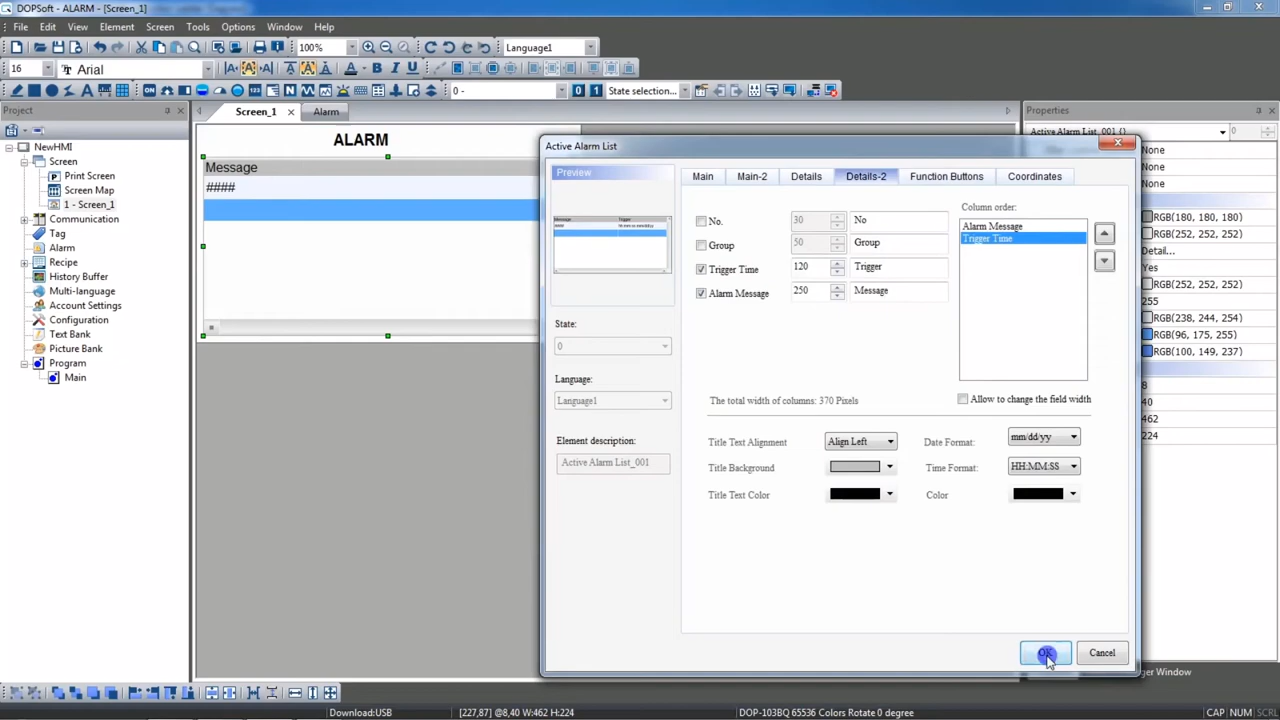 DOPSoft - ALARM - [Screen_1]
File Edit View Element Screen Tools Options Window Help
100% Language1
16 Arial
0 - State selection...
Project
Screen_1 Alarm
Properties
NewHMI
Screen
Print Screen
Screen Map
1 - Screen_1
Communication
Tag
Alarm
Recipe
History Buffer
Multi-language
Account Settings
Configuration
Text Bank
Picture Bank
Program
Main
ALARM
Message
####
Active Alarm List
Preview
State:
0
Language:
Language1
Element description:
Active Alarm List_001
Main Main-2 Details Details-2 Function Buttons Coordinates
No. 30 No
Group 50 Group
Trigger Time 120 Trigger
Alarm Message 250 Message
Column order:
Alarm Message
Trigger Time
The total width of columns: 370 Pixels
Allow to change the field width
Title Text Alignment Align Left Date Format: mm/dd/yy
Title Background Time Format: HH:MM:SS
Title Text Color Color
OK Cancel
Active Alarm List_001 {} 0
None
None
None
RGB(180, 180, 180)
RGB(252, 252, 252)
Detail...
Yes
RGB(252, 252, 252)
255
RGB(238, 244, 254)
RGB(96, 175, 255)
RGB(100, 149, 237)
8
40
462
224
Window
Download:USB [227,87] @8,40 W:462 H:224 DOP-103BQ 65536 Colors Rotate 0 degree CAP NUM SCRL